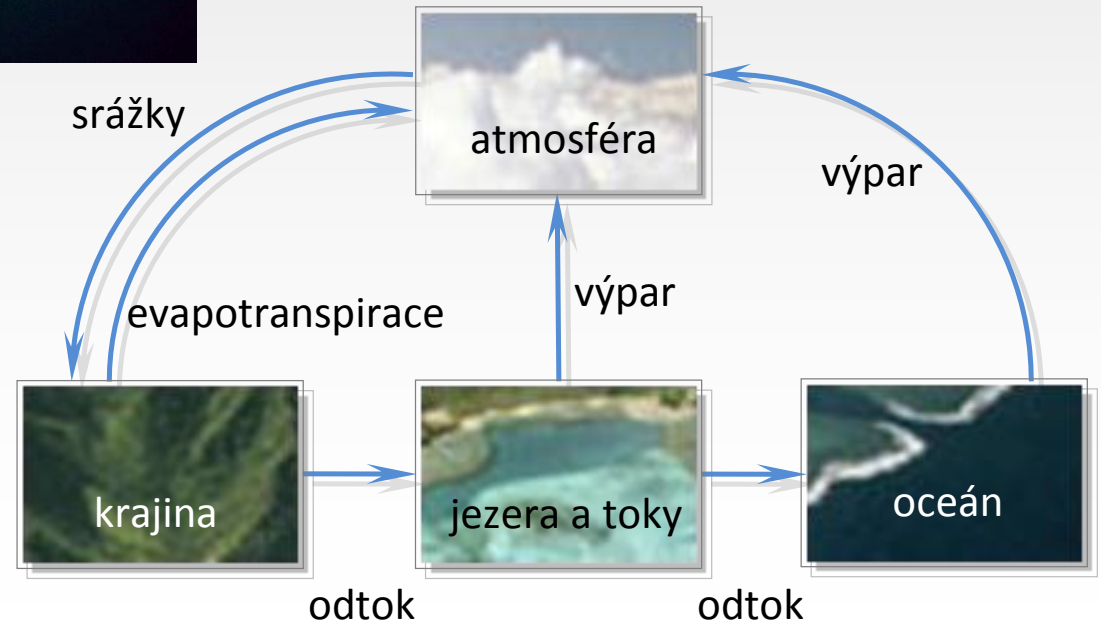 srážky
atmosféra
výpar
evapotranspirace
výpar
krajina
jezera a toky
oceán
odtok
odtok